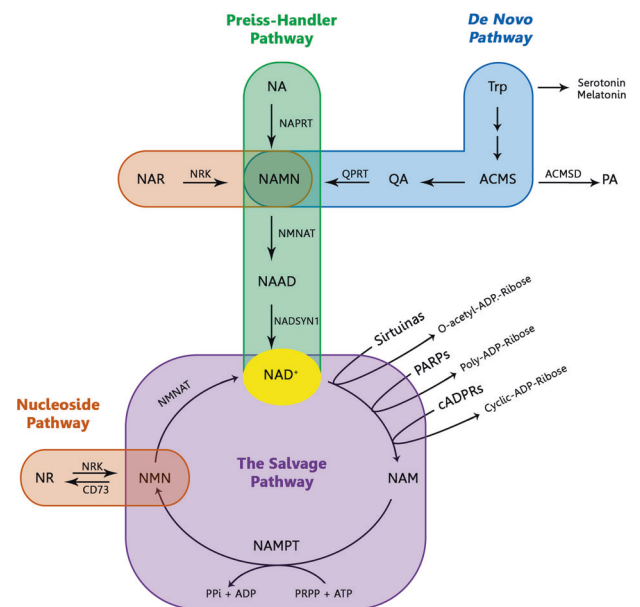 Preiss-Handler
Pathway
De Novo
Pathway
NA
Trp
Serotonin
Melatonin
NAPRT
NAR
NRK
NAMN
QPRT
QA
ACMS
ACMSD
PA
NMNAT
NAAD
NADSYN1
Sirtuinas
O-acetyl-ADP-Ribose
PARPs
Poly-ADP-Ribose
cADPRs
Cyclic-ADP-Ribose
NAD+
NMNAT
Nucleoside
Pathway
The Salvage
Pathway
NR
NRK
CD73
NMN
NAM
NAMPT
PPi + ADP
PRPP + ATP